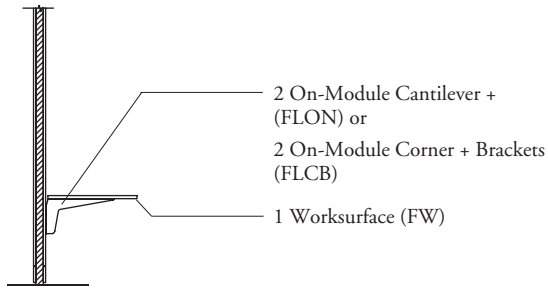 2 On-Module Cantilever +
(FLON) or
2 On-Module Corner + Brackets
(FLCB)
1 Worksurface (FW)